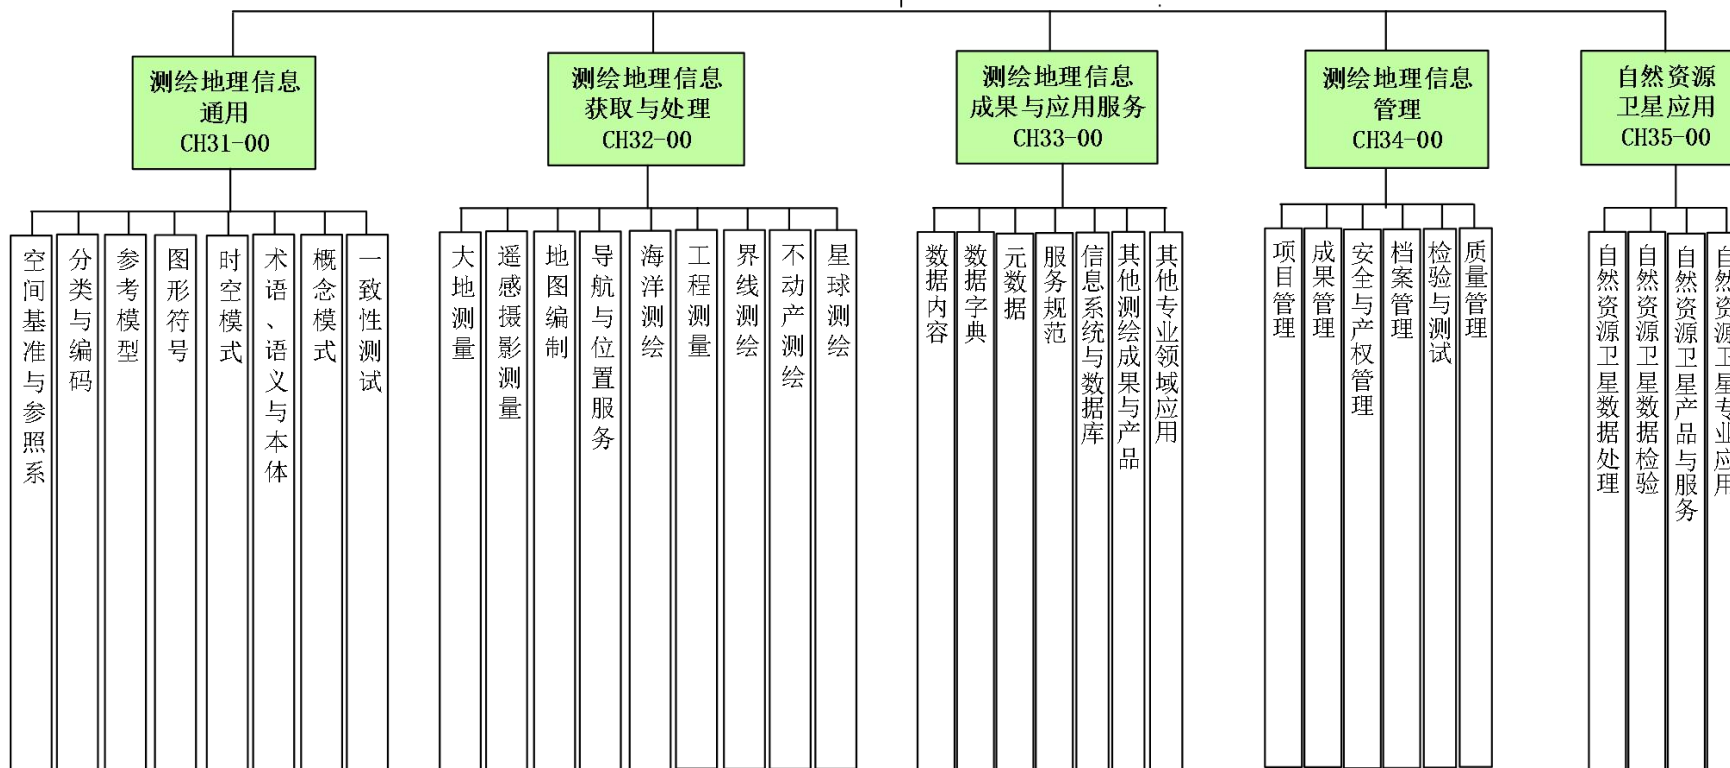 测绘地理信息
通用
CH31-00
测绘地理信息
获取与处理
CH32-00
测绘地理信息
成果与应用服务
CH33-00
测绘地理信息
管理
CH34-00
自然资源
卫星应用
CH35-00
空间基准与参照系
分类与编码
参考模型
图形符号
时空模式
术语、语义与本体
概念模式
一致性测试
大地测量
遥感摄影测量
地图编制
导航与位置服务
海洋测绘
工程测量
界线测绘
不动产测绘
星球测绘
数据内容
数据字典
元数据
服务规范
信息系统与数据库
其他测绘成果与产品
其他专业领域应用
项目管理
成果管理
安全与产权管理
档案管理
检验与测试
质量管理
自然资源卫星数据处理
自然资源卫星数据检验
自然资源卫星产品与服务
自然资源卫星专业应用